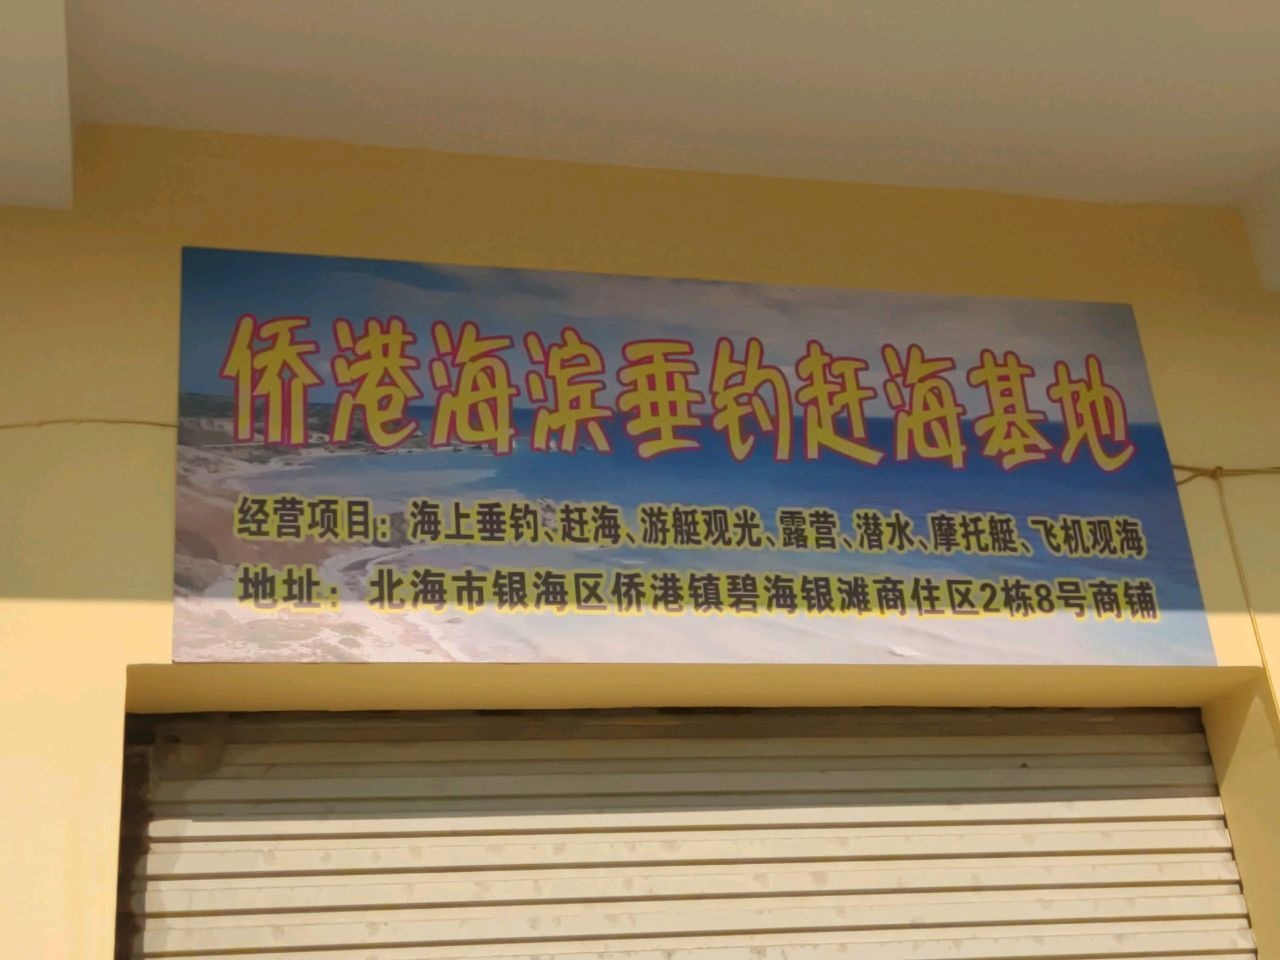 侨港海滨垂钓赶海基地
经营项目：海上垂钓、赶海、游艇观光、露营、潜水、摩托艇、飞机观海
地址：北海市银海区侨港镇碧海银滩商住区2栋8号商铺